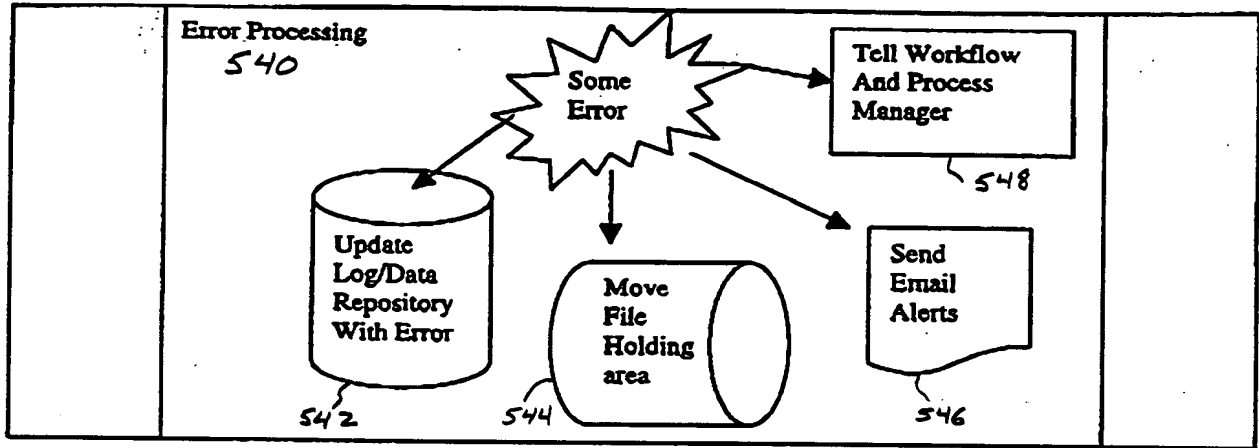 Error Processing
540
Some
Error
Tell Workflow
And Process
Manager
548
Update
Log/Data
Repository
With Error
542
Move
File
Holding
area
544
Send
Email
Alerts
546